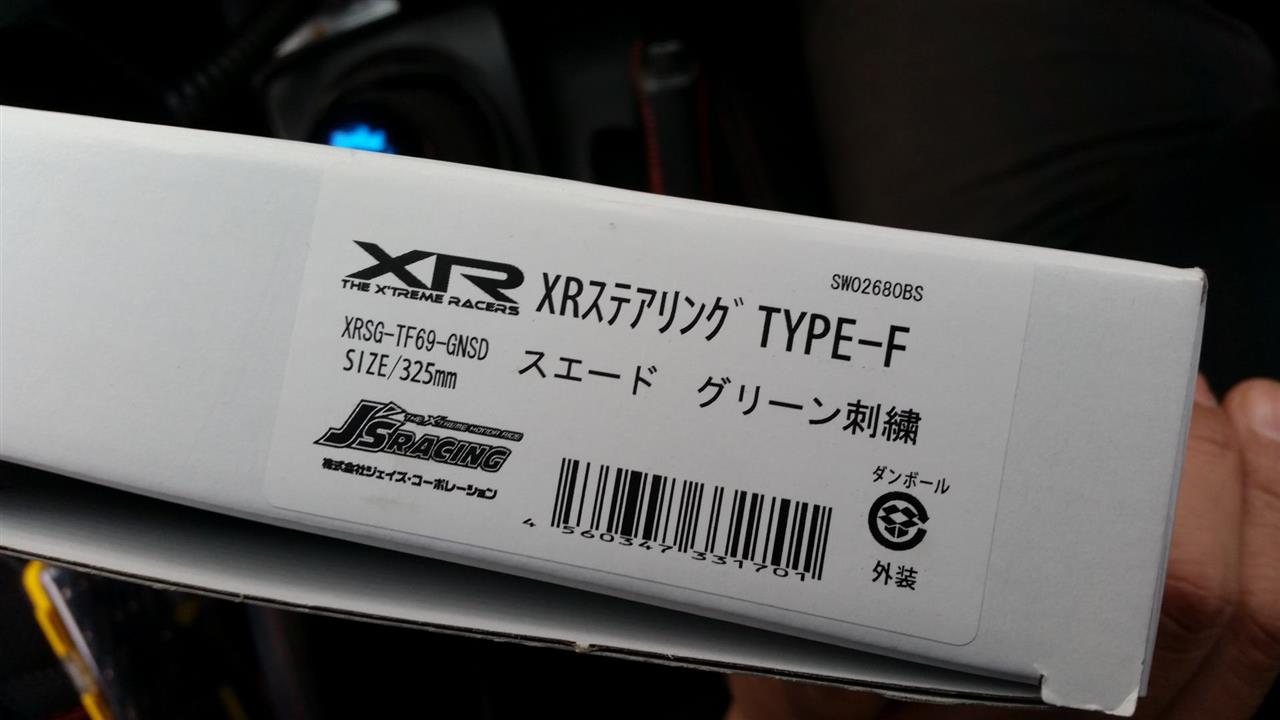 XR
THE X'TREME RACERS
XRSG-TF69-GNSD
SIZE/325mm
SW02680BS
XRステアリング TYPE-F
スエード グリーン刺繍
J'S RACING
THE X'TREME HONDA RIDE
株式会社ジェイズ・コーポレーション
4 560347 331701
ダンボール
外装